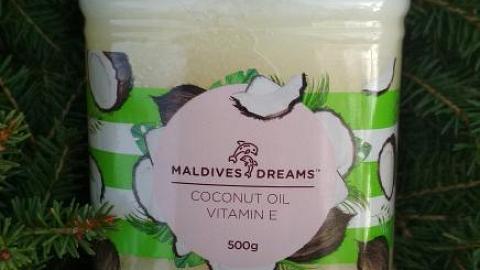 MALDIVES DREAMS™
COCONUT OIL
VITAMIN E
500g